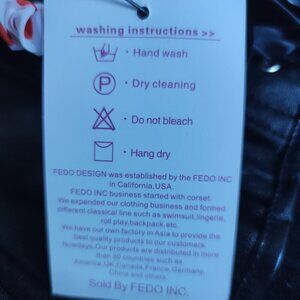 washing instructions >>
· Hand wash
P · Dry cleaning
· Do not bleach
· Hang dry
FEDO DESIGN was established by the FEDO INC
in California,USA.
FEDO INC business started with corset.
We expanded our clothing business and formed
different classical line such as swimsuit,lingerie,
roll play,backpack,etc.
We have our own factory in Asia to provide the
best quality products to our customers.
Nowdays,Our products are distributed in more
than 30 countries such as
America,UK,Canada,France,Germany,
China and others.
Sold By FEDO INC.